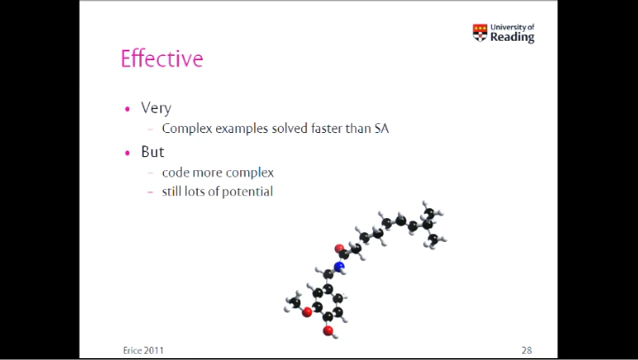 University of
Reading
Effective
• Very
– Complex examples solved faster than SA
• But
– code more complex
– still lots of potential
Erice 2011
28